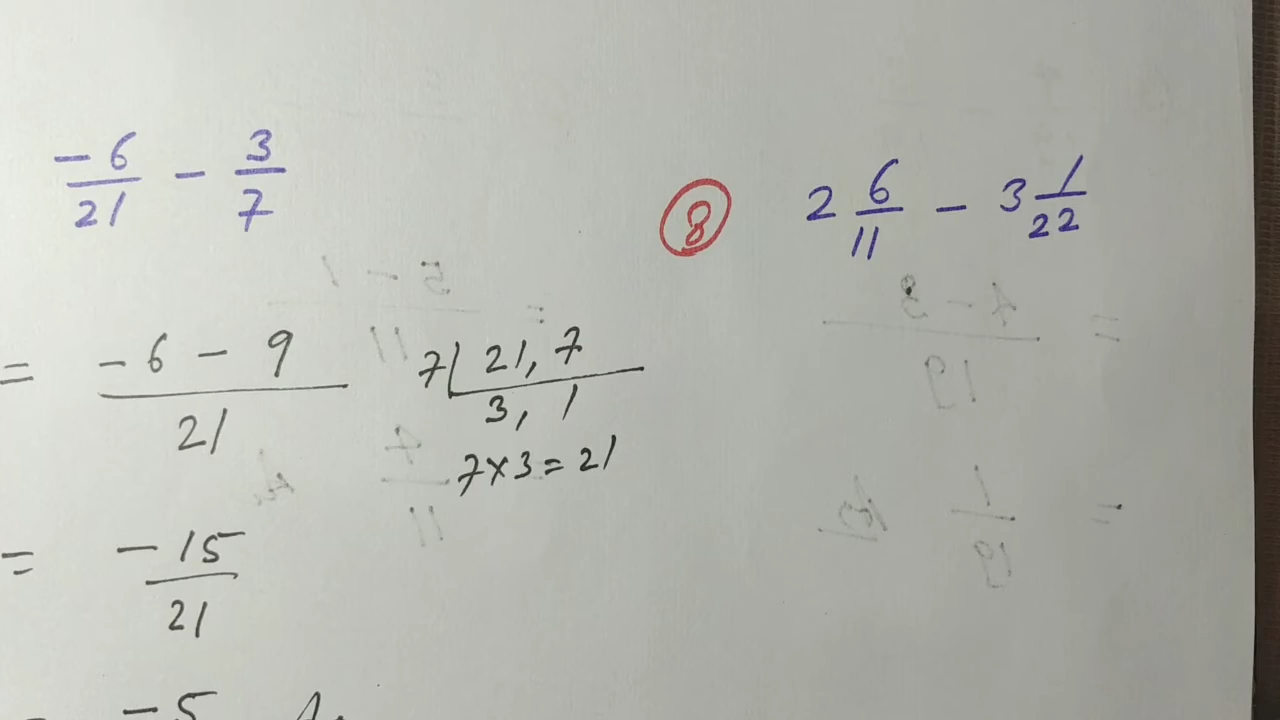 -6/21 - 3/7
= -6 - 9/21
7 | 21, 7
3, 1
7×3=21
= -15/21
-5
8 2 6/11 - 3 1/22